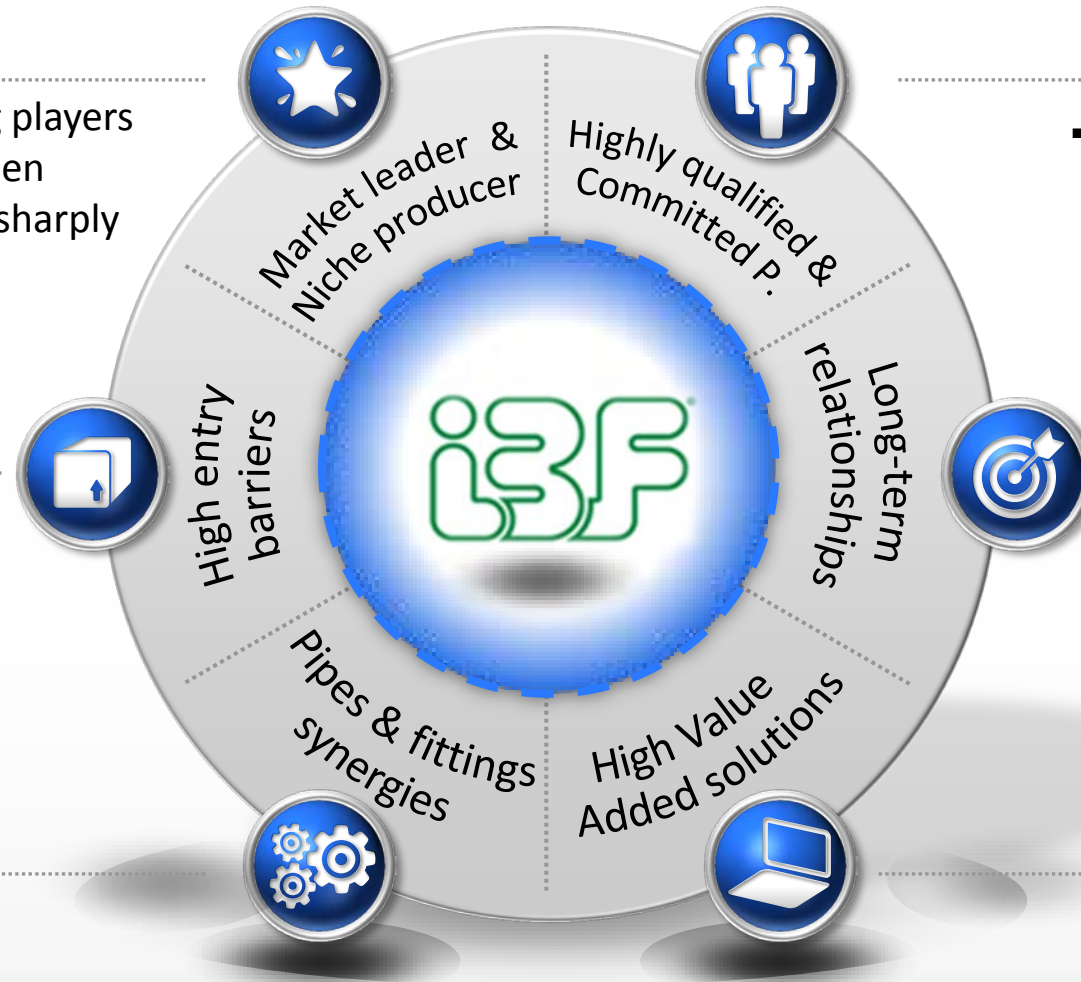 players
en
sharply
Market leader &
Niche producer
Highly qualified &
Committed P.
Long-term
relationships
High Value
Added solutions
Pipes & fittings
synergies
High entry
barriers
iBF